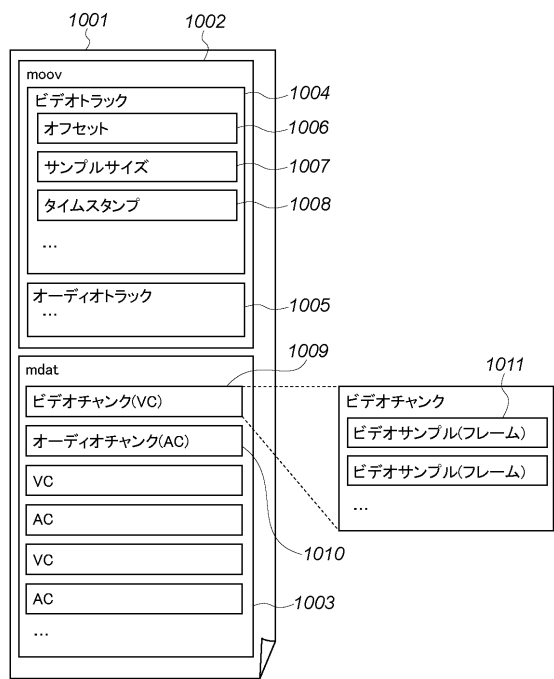 1001
1002
moov
ビデオトラック
1004
オフセット
1006
サンプルサイズ
1007
タイムスタンプ
1008
...
オーディオトラック
...
1005
mdat
1009
ビデオチャンク(VC)
オーディオチャンク(AC)
VC
AC
1010
VC
AC
1003
...
1011
ビデオチャンク
ビデオサンプル(フレーム)
ビデオサンプル(フレーム)
...